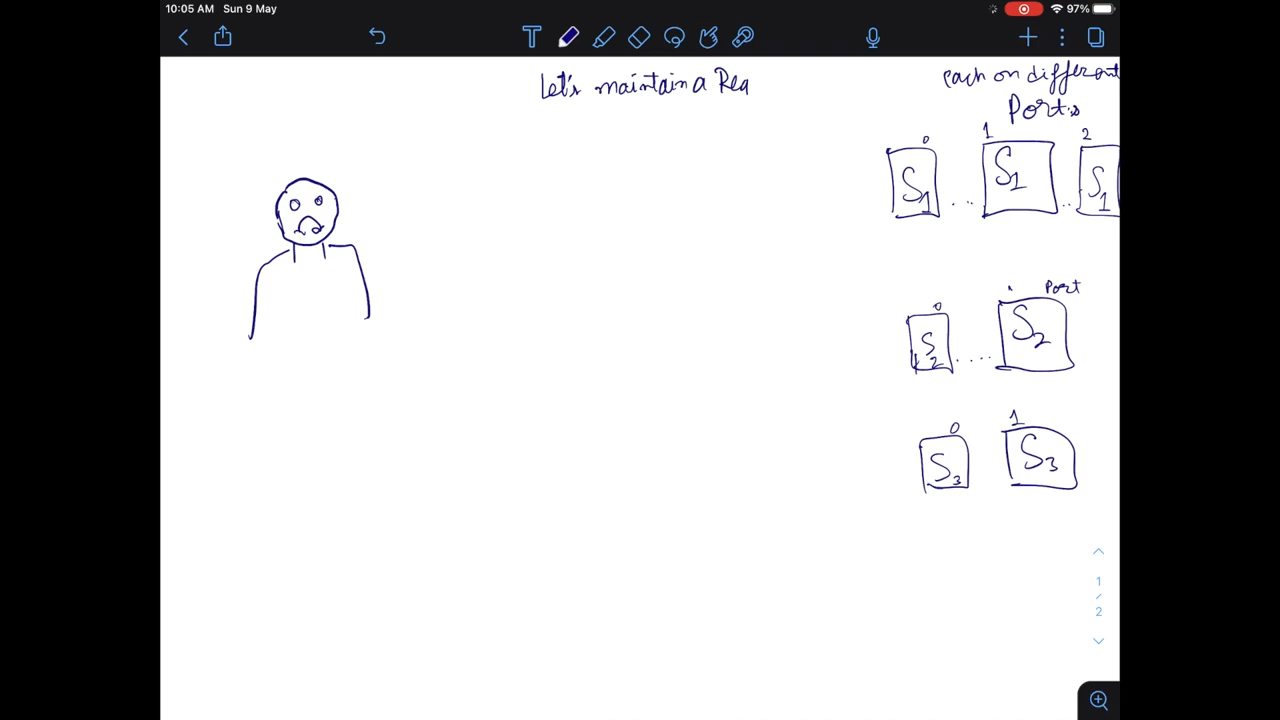 10:05 AM Sun 9 May
97%
T
Let's maintain a Rea
each on different
Ports
0 1 2
S1 S1 S1
0 Port
S2 S2
0 1
S3 S3
1
/
2